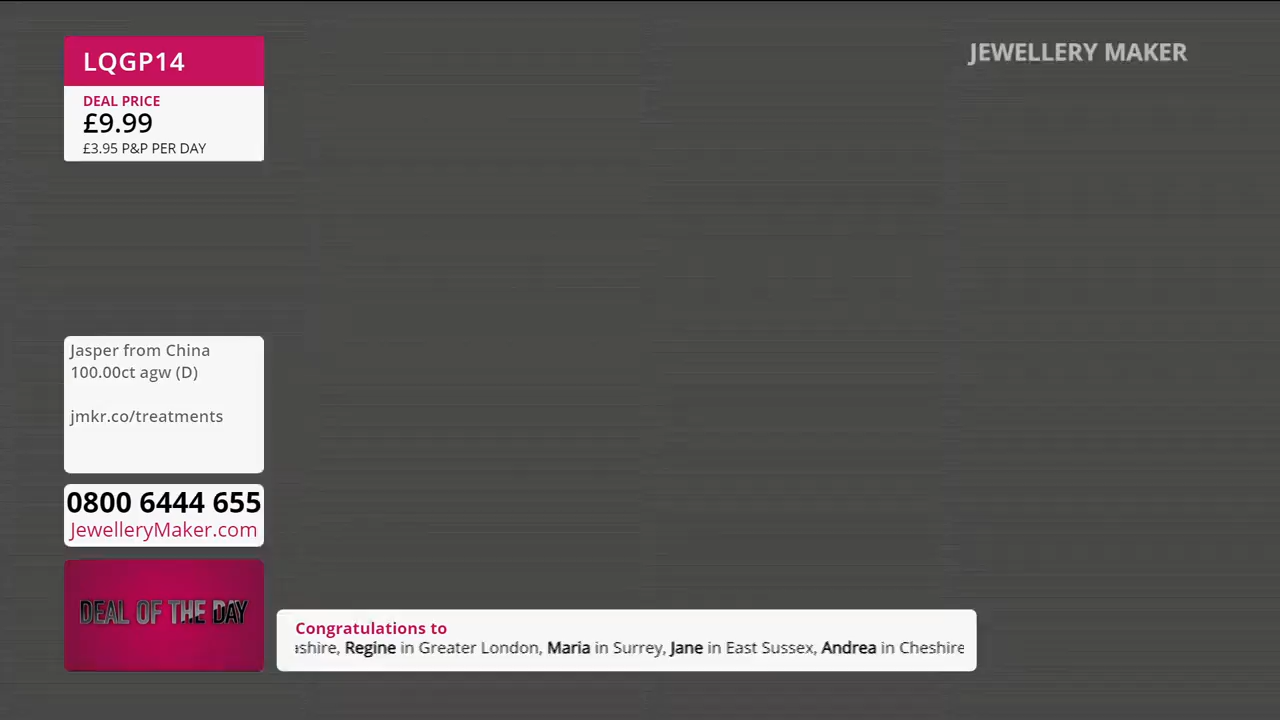 LQGP14
JEWELLERY MAKER
DEAL PRICE
£9.99
£3.95 P&P PER DAY
Jasper from China
100.00ct agw (D)
jmkr.co/treatments
0800 6444 655
JewelleryMaker.com
DEAL OF THE DAY
Congratulations to
ashire, Regine in Greater London, Maria in Surrey, Jane in East Sussex, Andrea in Cheshire